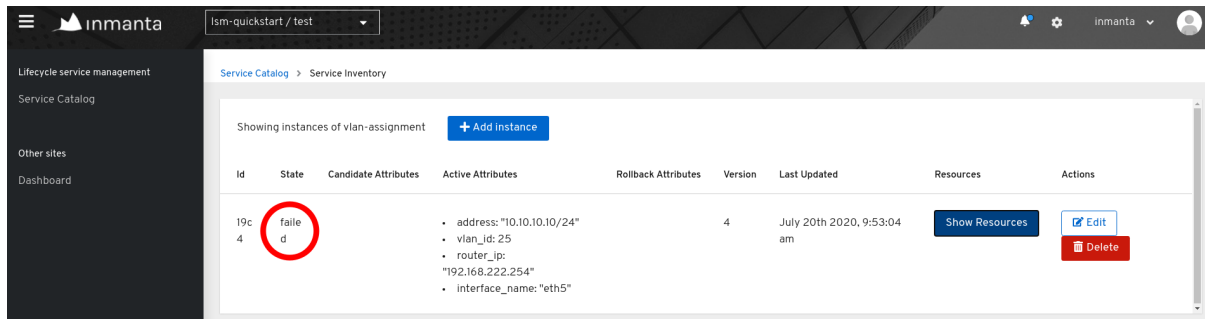 inmanta
lsm-quickstart / test
inmanta
Lifecycle service management
Service Catalog
Other sites
Dashboard
Service Catalog > Service Inventory
Showing instances of vlan-assignment
+ Add instance
Id State Candidate Attributes Active Attributes Rollback Attributes Version Last Updated Resources Actions
19c
4
faile
d
• address: "10.10.10.10/24"
• vlan_id: 25
• router_ip:
"192.168.222.254"
• interface_name: "eth5"
4
July 20th 2020, 9:53:04
am
Show Resources
Edit
Delete